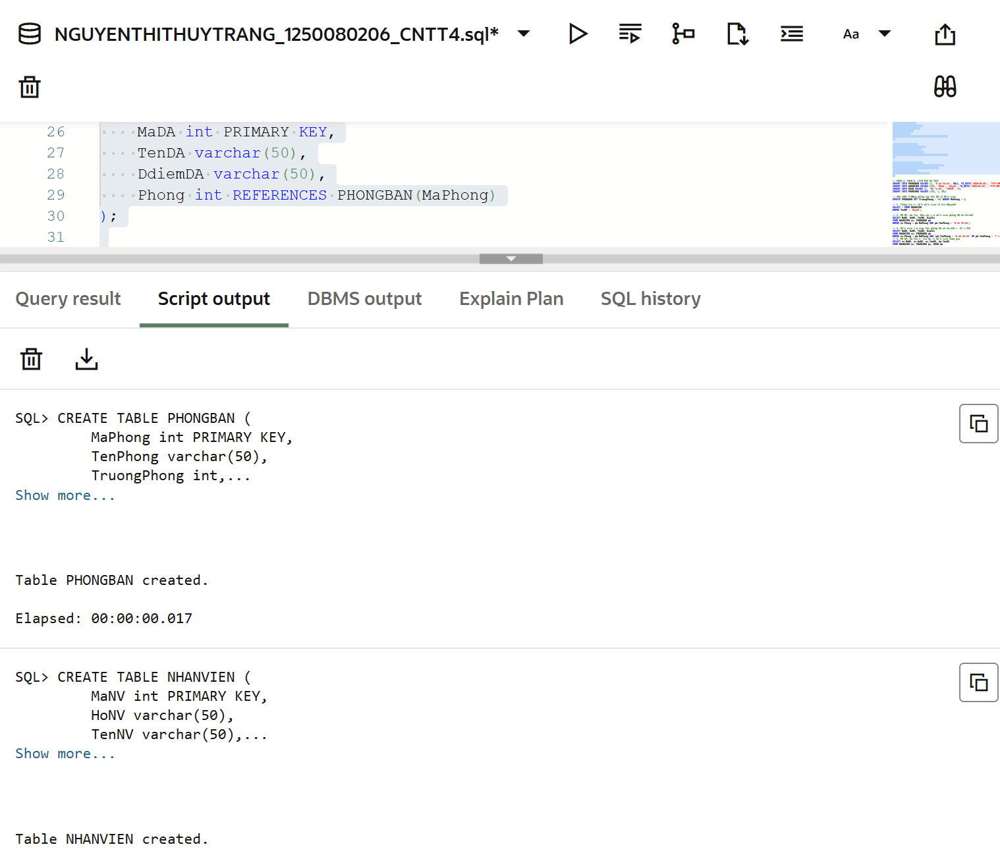 NGUYENTHITHUYTRANG_1250080206_CNTT4.sql*
Aa
26 MaDA int PRIMARY KEY,
27 TenDA varchar(50),
28 DdiemDA varchar(50),
29 Phong int REFERENCES PHONGBAN(MaPhong)
30 );
31
Query result Script output DBMS output Explain Plan SQL history
SQL> CREATE TABLE PHONGBAN (
MaPhong int PRIMARY KEY,
TenPhong varchar(50),
TruongPhong int,...
Show more...
Table PHONGBAN created.
Elapsed: 00:00:00.017
SQL> CREATE TABLE NHANVIEN (
MaNV int PRIMARY KEY,
HoNV varchar(50),
TenNV varchar(50),...
Show more...
Table NHANVIEN created.